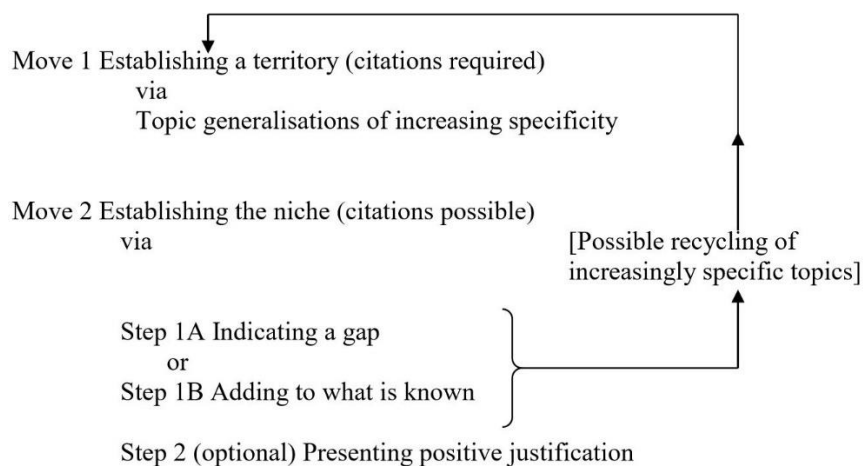 Move 1 Establishing a territory (citations required)
via
Topic generalisations of increasing specificity
Move 2 Establishing the niche (citations possible)
via
[Possible recycling of
increasingly specific topics]
Step 1A Indicating a gap
or
Step 1B Adding to what is known
Step 2 (optional) Presenting positive justification